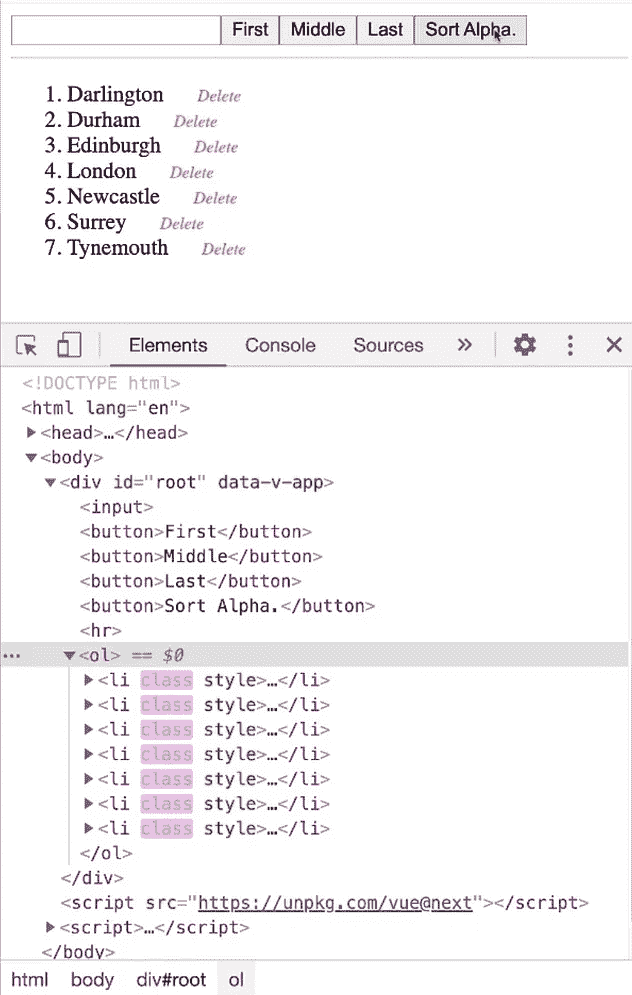 First Middle Last Sort Alpha.
1. Darlington Delete
2. Durham Delete
3. Edinburgh Delete
4. London Delete
5. Newcastle Delete
6. Surrey Delete
7. Tynemouth Delete
Elements Console Sources »
<!DOCTYPE html>
<html lang="en">
▶<head>…</head>
▼<body>
▼<div id="root" data-v-app>
<input>
<button>First</button>
<button>Middle</button>
<button>Last</button>
<button>Sort Alpha.</button>
<hr>
… ▼<ol> == $0
▶<li class style>…</li>
▶<li class style>…</li>
▶<li class style>…</li>
▶<li class style>…</li>
▶<li class style>…</li>
▶<li class style>…</li>
▶<li class style>…</li>
</ol>
</div>
<script src="https://unpkg.com/vue@next"></script>
▶<script>…</script>
</body>
html body div#root ol